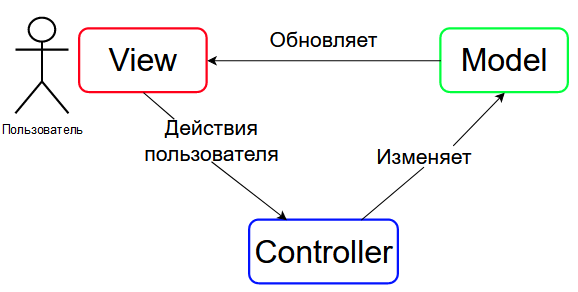 Обновляет
View
Model
Пользователь
Действия
пользователя
Изменяет
Controller